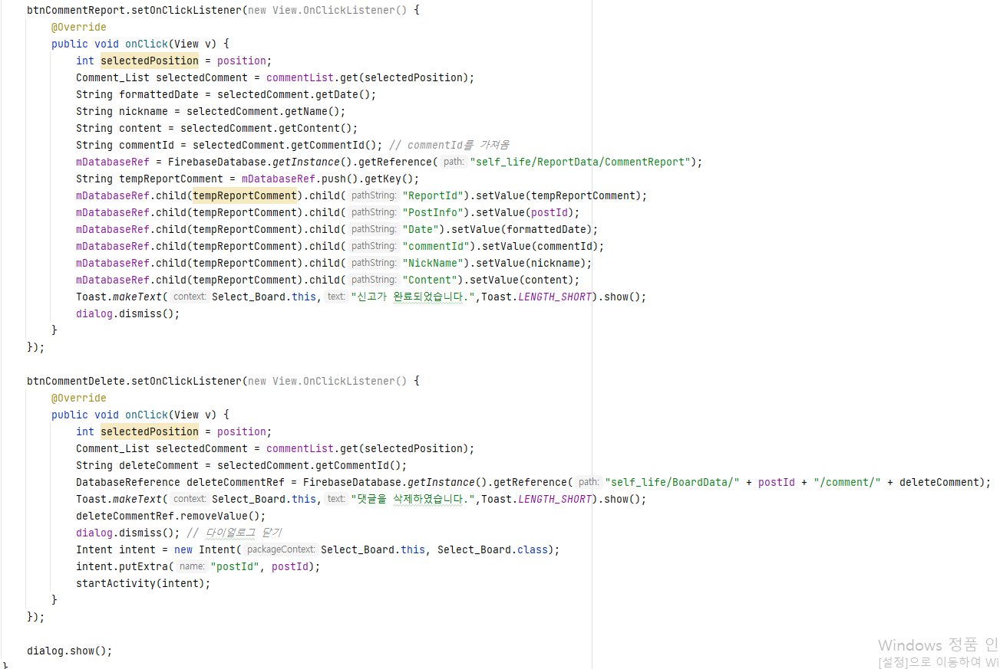 btnCommentReport.setOnClickListener(new View.OnClickListener() {
@Override
public void onClick(View v) {
int selectedPosition = position;
Comment_List selectedComment = commentList.get(selectedPosition);
String formattedDate = selectedComment.getDate();
String nickname = selectedComment.getName();
String content = selectedComment.getContent();
String commentId = selectedComment.getCommentId(); // commentId를 가져옴
mDatabaseRef = FirebaseDatabase.getInstance().getReference( path: "self_life/ReportData/CommentReport");
String tempReportComment = mDatabaseRef.push().getKey();
mDatabaseRef.child(tempReportComment).child( pathString: "ReportId").setValue(tempReportComment);
mDatabaseRef.child(tempReportComment).child( pathString: "PostInfo").setValue(postId);
mDatabaseRef.child(tempReportComment).child( pathString: "Date").setValue(formattedDate);
mDatabaseRef.child(tempReportComment).child( pathString: "commentId").setValue(commentId);
mDatabaseRef.child(tempReportComment).child( pathString: "NickName").setValue(nickname);
mDatabaseRef.child(tempReportComment).child( pathString: "Content").setValue(content);
Toast.makeText( context: Select_Board.this, text: "신고가 완료되었습니다.",Toast.LENGTH_SHORT).show();
dialog.dismiss();
}
});
btnCommentDelete.setOnClickListener(new View.OnClickListener() {
@Override
public void onClick(View v) {
int selectedPosition = position;
Comment_List selectedComment = commentList.get(selectedPosition);
String deleteComment = selectedComment.getCommentId();
DatabaseReference deleteCommentRef = FirebaseDatabase.getInstance().getReference( path: "self_life/BoardData/" + postId + "/comment/" + deleteComment);
Toast.makeText( context: Select_Board.this, text: "댓글을 삭제하였습니다.",Toast.LENGTH_SHORT).show();
deleteCommentRef.removeValue();
dialog.dismiss(); // 다이얼로그 닫기
Intent intent = new Intent( packageContext: Select_Board.this, Select_Board.class);
intent.putExtra( name: "postId", postId);
startActivity(intent);
}
});
dialog.show();
}
Windows 정품 인
[설정]으로 이동하여 Wi